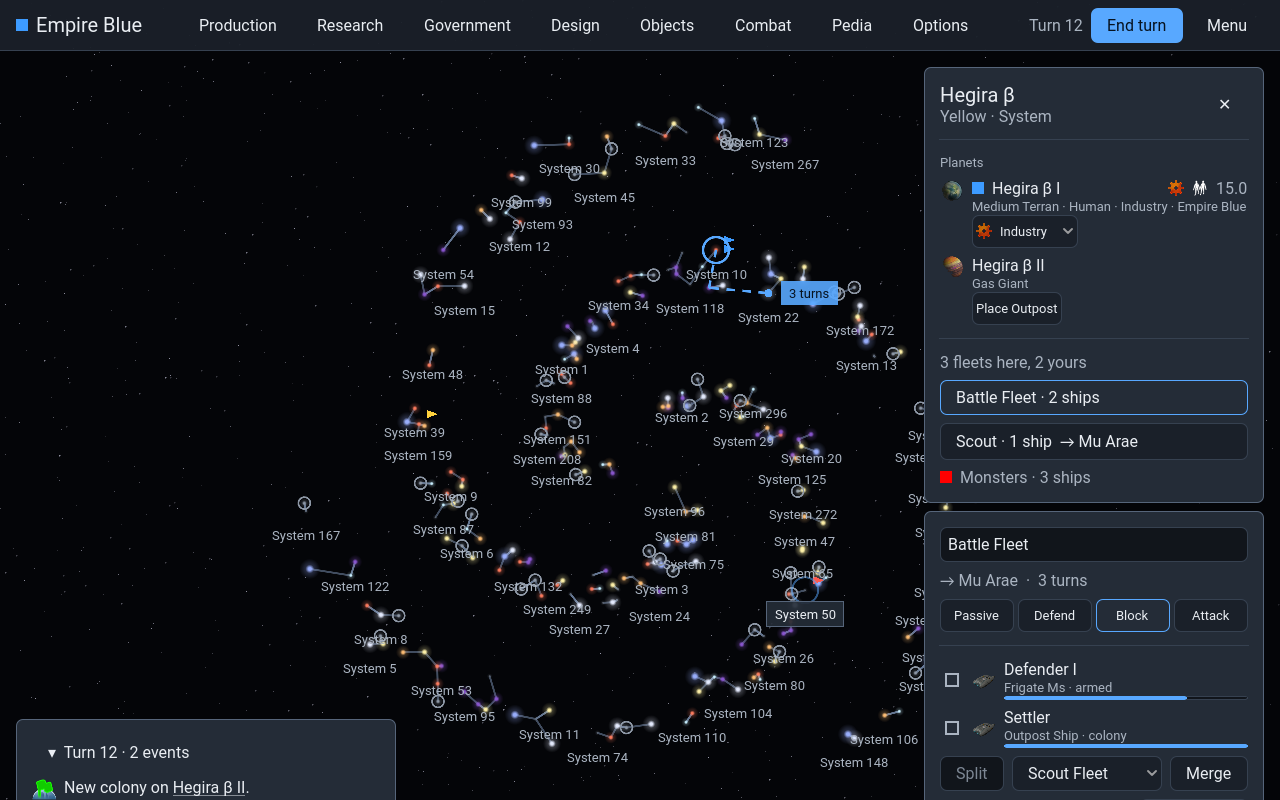 Empire Blue
Production
Research
Government
Design
Objects
Combat
Pedia
Options
Turn 12
End turn
Menu
System 123
System 33
System 267
System 30
System 45
System 99
System 93
System 12
System 54
System 10
System 15
System 34
System 118
3 turns
System 22
System 172
System 4
System 13
System 1
System 48
System 88
System 2
System 296
System 39
System 151
System 29
System 159
System 208
System 20
System 82
System 125
System 9
System 96
System 272
System 87
System 167
System 81
System 47
System 6
System 75
System 122
System 132
System 3
System 249
System 24
System 50
System 27
System 8
System 26
System 5
System 80
System 53
System 95
System 104
System 11
System 110
System 106
System 74
System 148
Hegira β
Yellow · System
×
Planets
Hegira β I
15.0
Medium Terran · Human · Industry · Empire Blue
Industry
Hegira β II
Gas Giant
Place Outpost
3 fleets here, 2 yours
Battle Fleet · 2 ships
Scout · 1 ship → Mu Arae
Monsters · 3 ships
Battle Fleet
→ Mu Arae · 3 turns
Passive
Defend
Block
Attack
Defender I
Frigate Ms · armed
Settler
Outpost Ship · colony
Split
Scout Fleet
Merge
▼ Turn 12 · 2 events
New colony on Hegira β II.